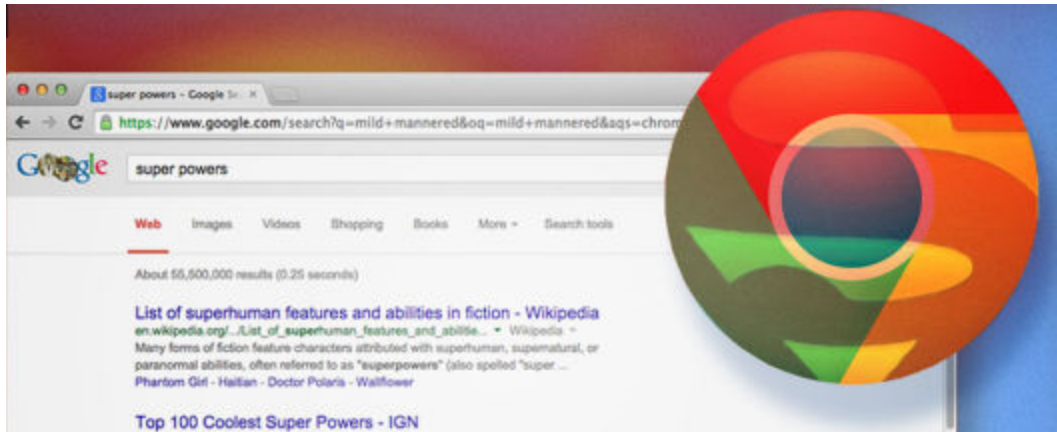 super powers - Google Se
https://www.google.com/search?q=mild+mannered&oq=mild+mannered&aqs=chrom
Google
super powers
Web Images Videos Shopping Books More Search tools
About 55,500,000 results (0.25 seconds)
List of superhuman features and abilities in fiction - Wikipedia
en.wikipedia.org/.../List_of_superhuman_features_and_abilitie... Wikipedia
Many forms of fiction feature characters attributed with superhuman, supernatural, or
paranormal abilities, often referred to as "superpowers" (also spelled "super ...
Phantom Girl - Haitian - Doctor Polaris - Wallflower
Top 100 Coolest Super Powers - IGN